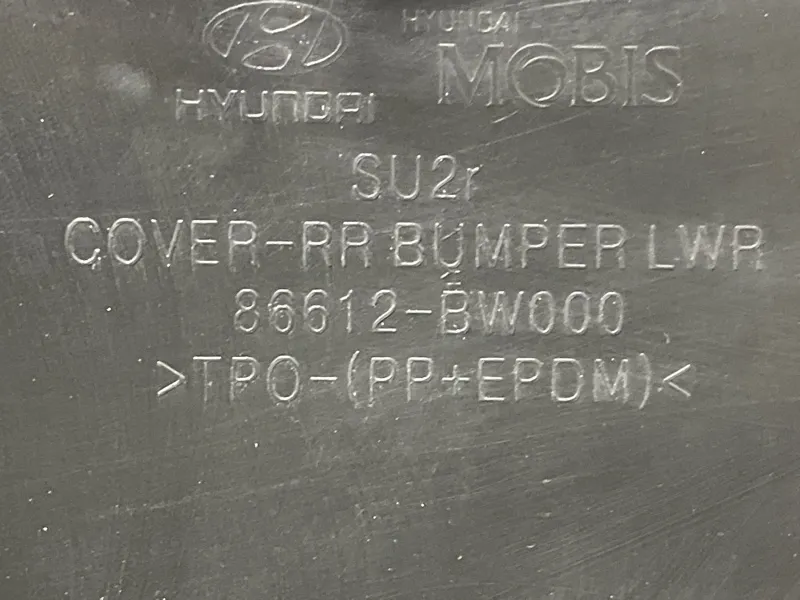 HYUNDAI
HYUNDAI
MOBIS
SU2r
COVER-RR BUMPER LWR
86612-BW000
>TPO-(PP+EPDM)<